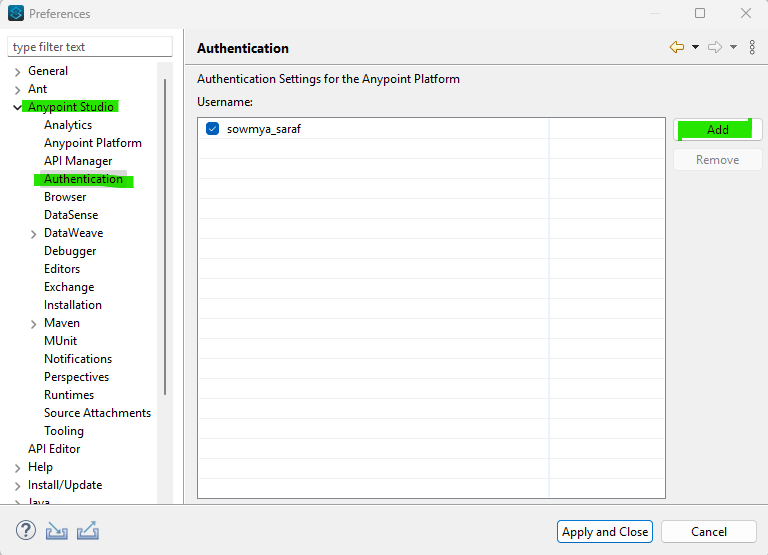 Preferences
type filter text
General
Ant
Anypoint Studio
Analytics
Anypoint Platform
API Manager
Authentication
Browser
DataSense
DataWeave
Debugger
Editors
Exchange
Installation
Maven
MUnit
Notifications
Perspectives
Runtimes
Source Attachments
Tooling
API Editor
Help
Install/Update
Java
Authentication
Authentication Settings for the Anypoint Platform
Username:
sowmya_saraf
Add
Remove
Apply and Close
Cancel